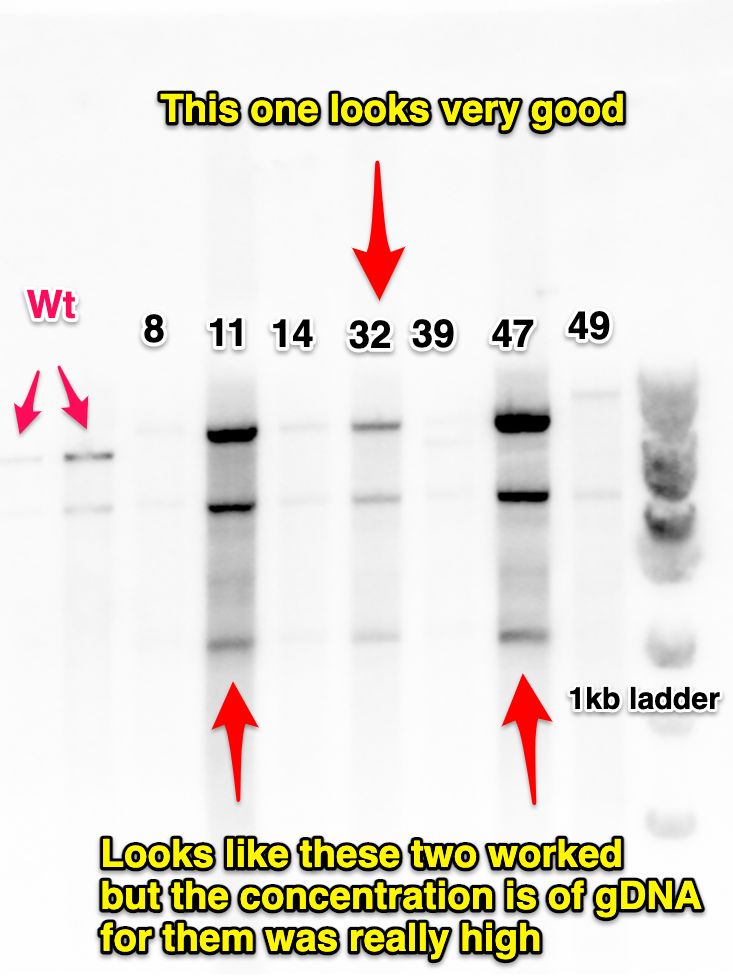 This one looks very good
Wt
8 11 14 32 39 47 49
1kb ladder
Looks like these two worked
but the concentration is of gDNA
for them was really high